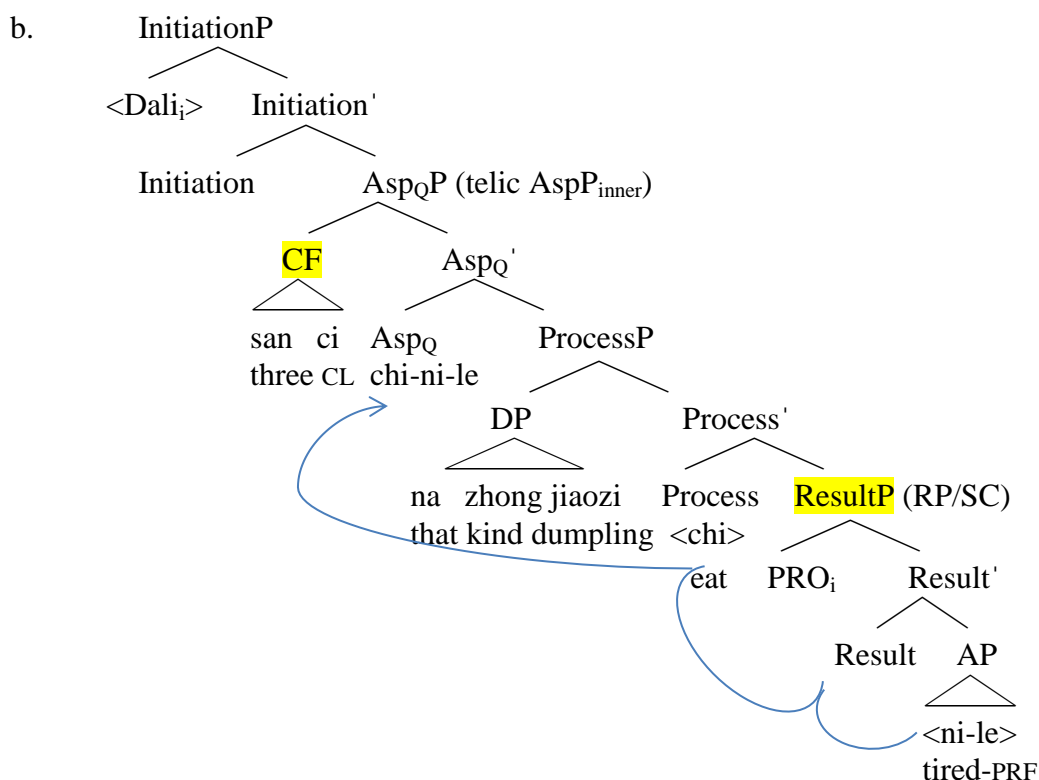 b. InitiationP
<Daliᵢ> Initiation'
Initiation Asp_QP (telic AspP_inner)
CF Asp_Q'
san ci Asp_Q ProcessP
three CL chi-ni-le
DP Process'
na zhong jiaozi Process ResultP (RP/SC)
that kind dumpling <chi>
eat PROᵢ Result'
Result AP
<ni-le>
tired-PRF